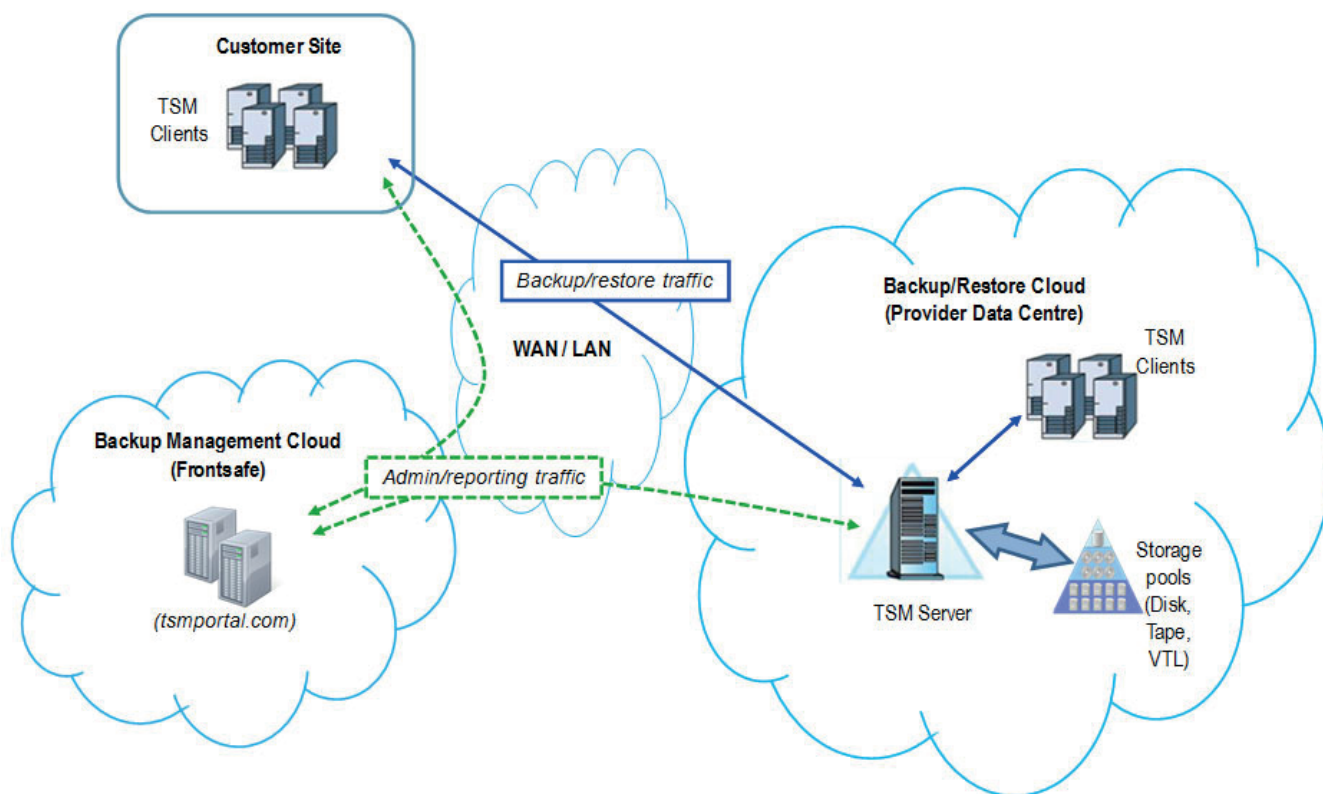 Customer Site
TSM
Clients
Backup/restore traffic
WAN / LAN
Backup/Restore Cloud
(Provider Data Centre)
TSM
Clients
Backup Management Cloud
(Frontsafe)
Admin/reporting traffic
(tsmportal.com)
TSM Server
Storage
pools
(Disk,
Tape,
VTL)